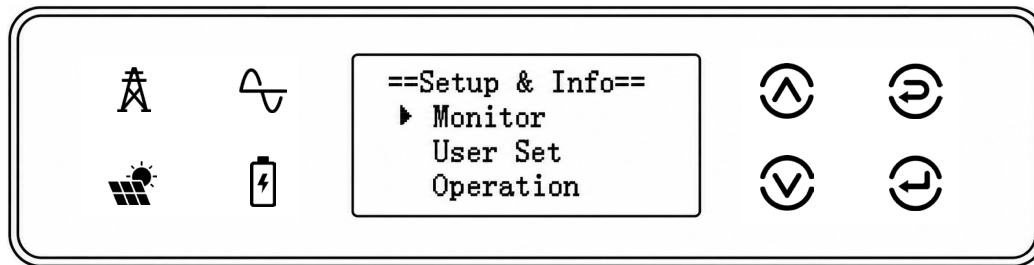 ==Setup & Info==
Monitor
User Set
Operation